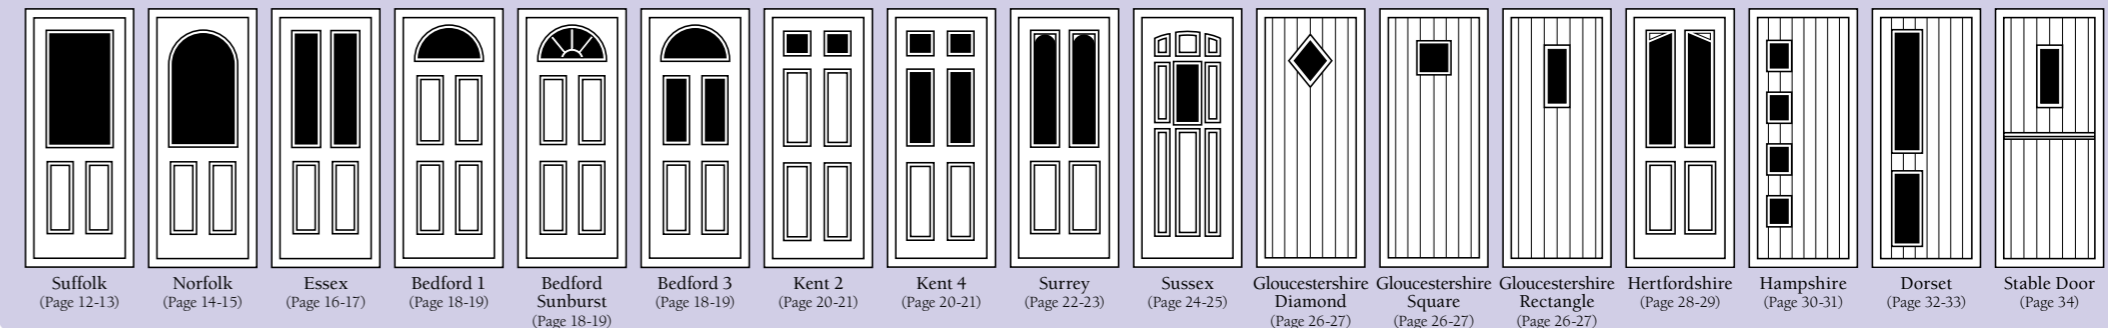 Suffolk
(Page 12-13)
Norfolk
(Page 14-15)
Essex
(Page 16-17)
Bedford 1
(Page 18-19)
Bedford
Sunburst
(Page 18-19)
Bedford 3
(Page 18-19)
Kent 2
(Page 20-21)
Kent 4
(Page 20-21)
Surrey
(Page 22-23)
Sussex
(Page 24-25)
Gloucestershire
Diamond
(Page 26-27)
Gloucestershire
Square
(Page 26-27)
Gloucestershire
Rectangle
(Page 26-27)
Hertfordshire
(Page 28-29)
Hampshire
(Page 30-31)
Dorset
(Page 32-33)
Stable Door
(Page 34)